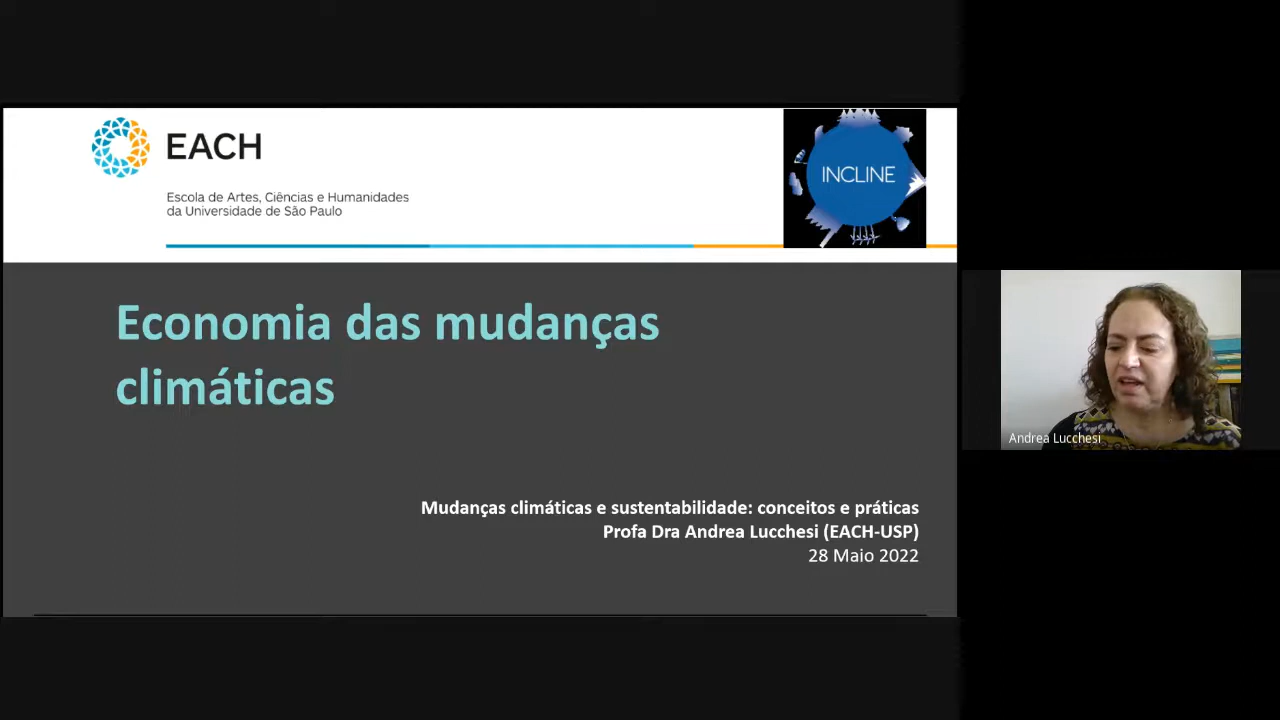 EACH
Escola de Artes, Ciências e Humanidades
da Universidade de São Paulo
INCLINE
Economia das mudanças
climáticas
Mudanças climáticas e sustentabilidade: conceitos e práticas
Profa Dra Andrea Lucchesi (EACH-USP)
28 Maio 2022
Andrea Lucchesi